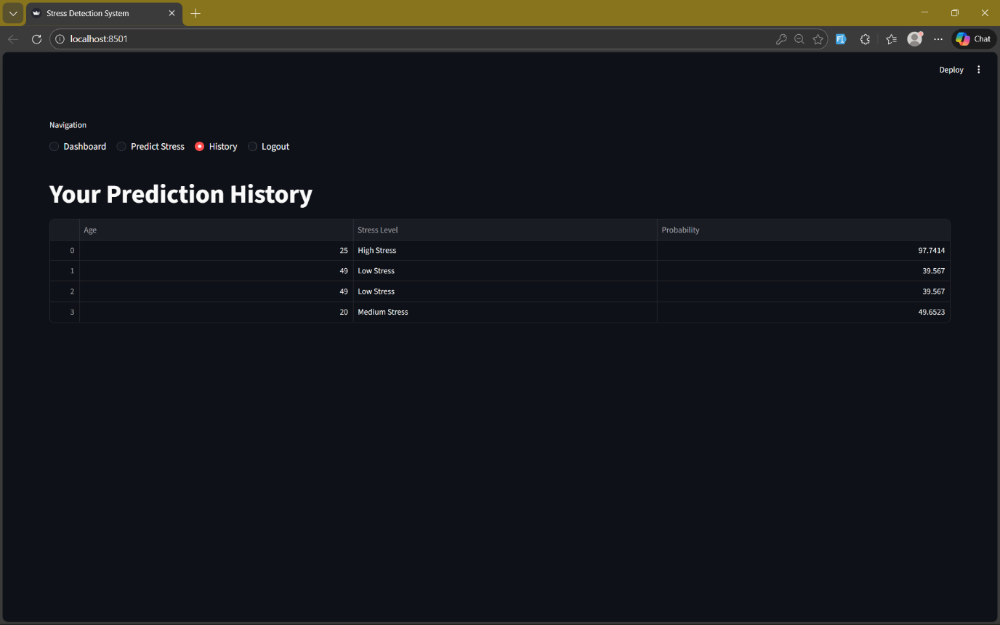 Stress Detection System
localhost:8501
Chat
Deploy
Navigation
Dashboard Predict Stress History Logout
Your Prediction History
Age Stress Level Probability
0 25 High Stress 97.7414
1 49 Low Stress 39.567
2 49 Low Stress 39.567
3 20 Medium Stress 49.6523